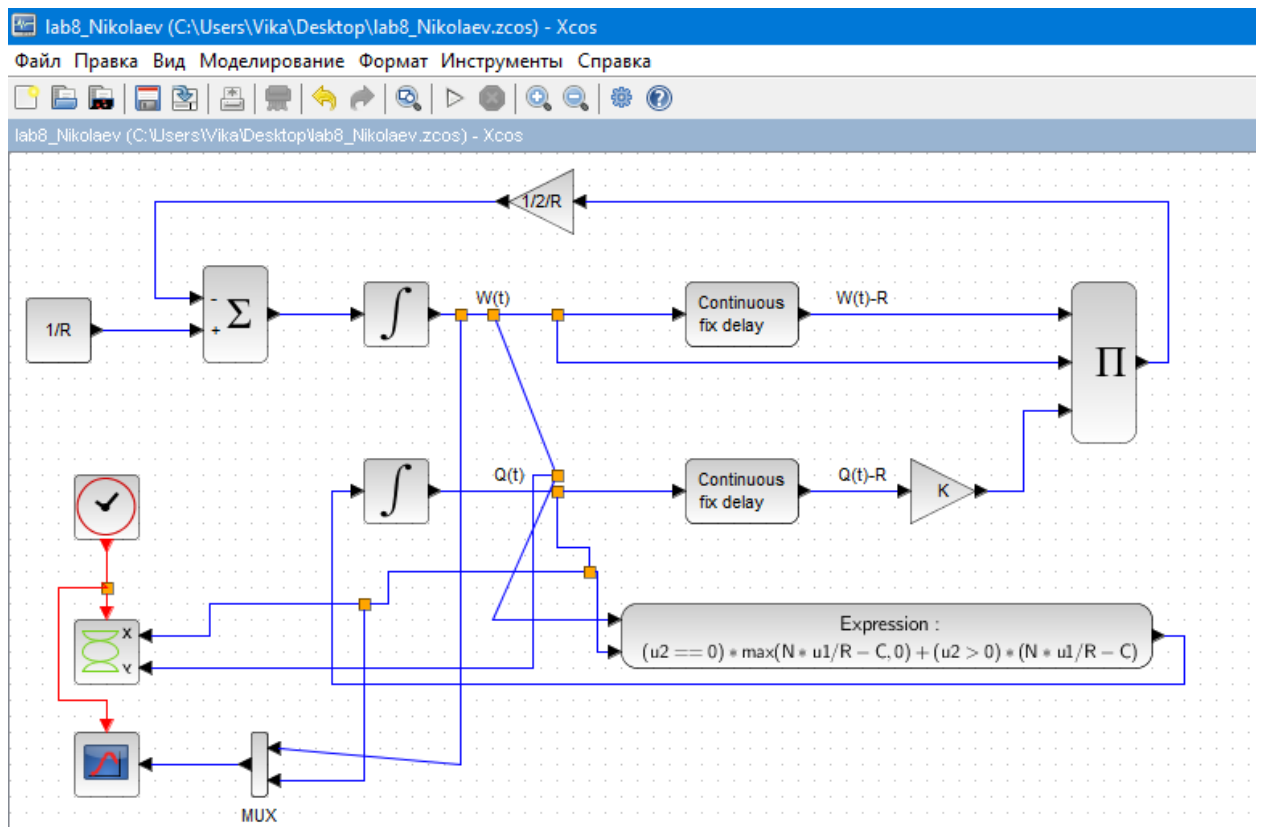 lab8_Nikolaev (C:\Users\Vika\Desktop\lab8_Nikolaev.zcos) - Xcos
Файл Правка Вид Моделирование Формат Инструменты Справка
lab8_Nikolaev (C:\Users\Vika\Desktop\lab8_Nikolaev.zcos) - Xcos
1/2/R
1/R
-
+
Σ
∫
W(t)
Continuous
fix delay
W(t)-R
Π
∫
Q(t)
Continuous
fix delay
Q(t)-R
K
X
Y
Expression :
(u2 == 0) * max(N * u1/R − C, 0) + (u2 > 0) * (N * u1/R − C)
MUX